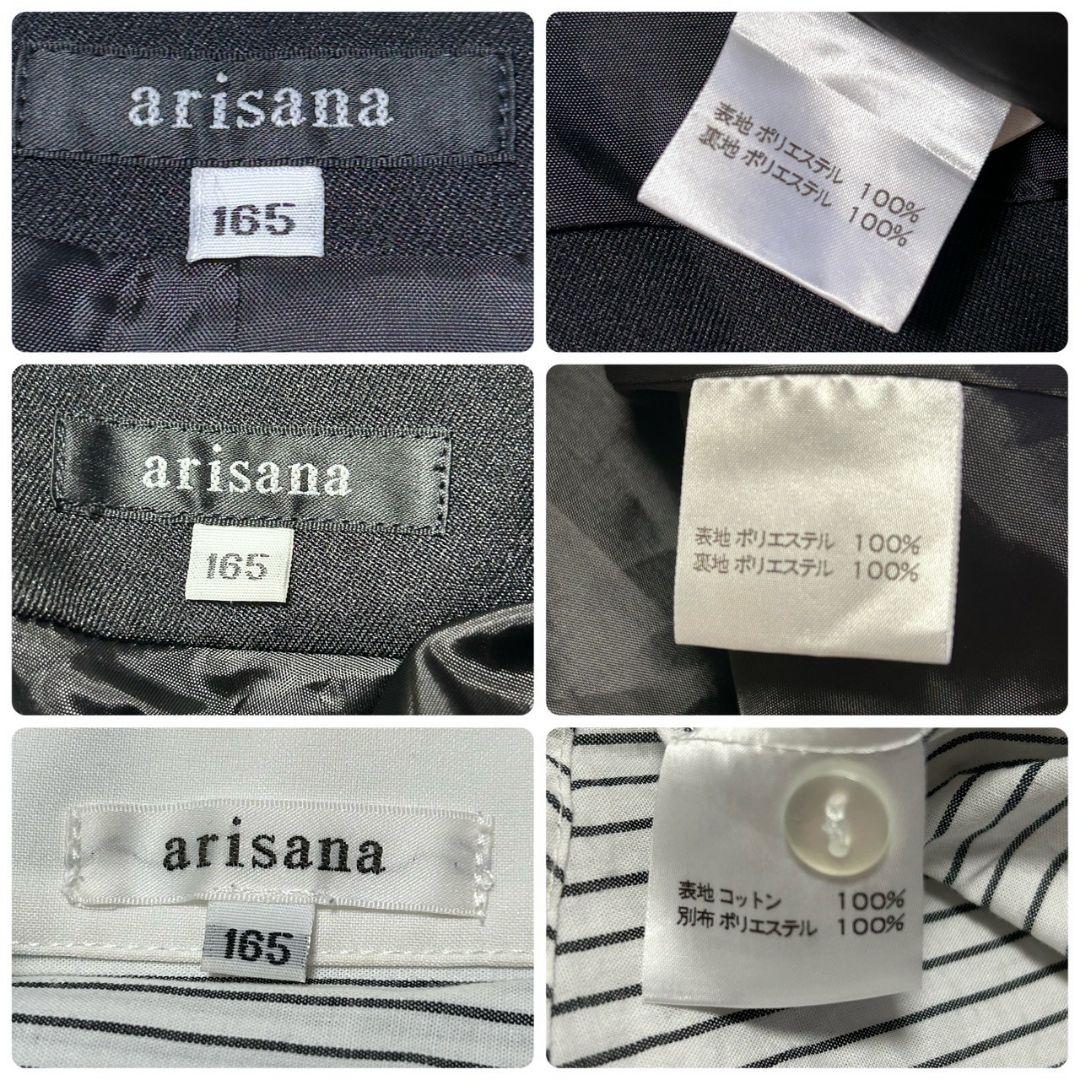 arisana
165
表地 ポリエステル 100%
裏地 ポリエステル 100%
arisana
165
表地 ポリエステル 100%
裏地 ポリエステル 100%
arisana
165
表地 コットン 100%
別布 ポリエステル 100%